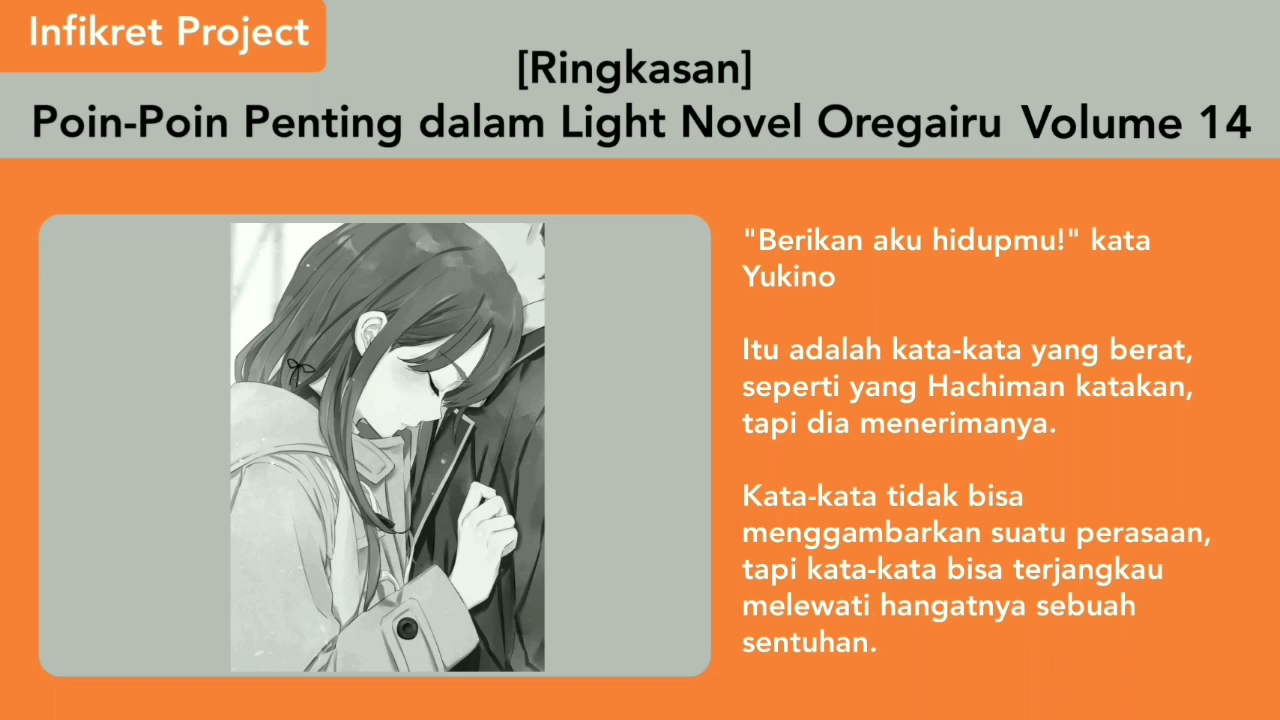 Infikret Project
[Ringkasan]
Poin-Poin Penting dalam Light Novel Oregairu Volume 14
"Berikan aku hidupmu!" kata
Yukino
Itu adalah kata-kata yang berat,
seperti yang Hachiman katakan,
tapi dia menerimanya.
Kata-kata tidak bisa
menggambarkan suatu perasaan,
tapi kata-kata bisa terjangkau
melewati hangatnya sebuah
sentuhan.